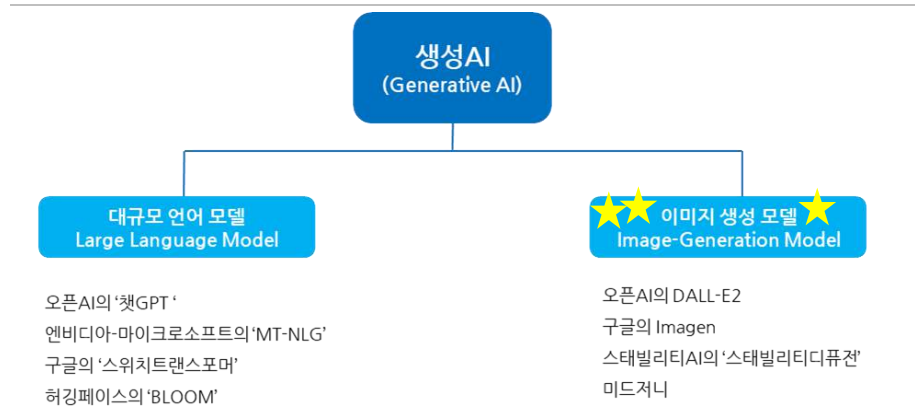 생성AI
(Generative AI)
대규모 언어 모델
Large Language Model
오픈AI의 ‘챗GPT ‘
엔비디아-마이크로소프트의 ‘MT-NLG’
구글의 ‘스위치트랜스포머’
허깅페이스의 ‘BLOOM’
이미지 생성 모델
Image-Generation Model
오픈AI의 DALL-E2
구글의 Imagen
스태빌리티AI의 ‘스태빌리티디퓨전’
미드저니